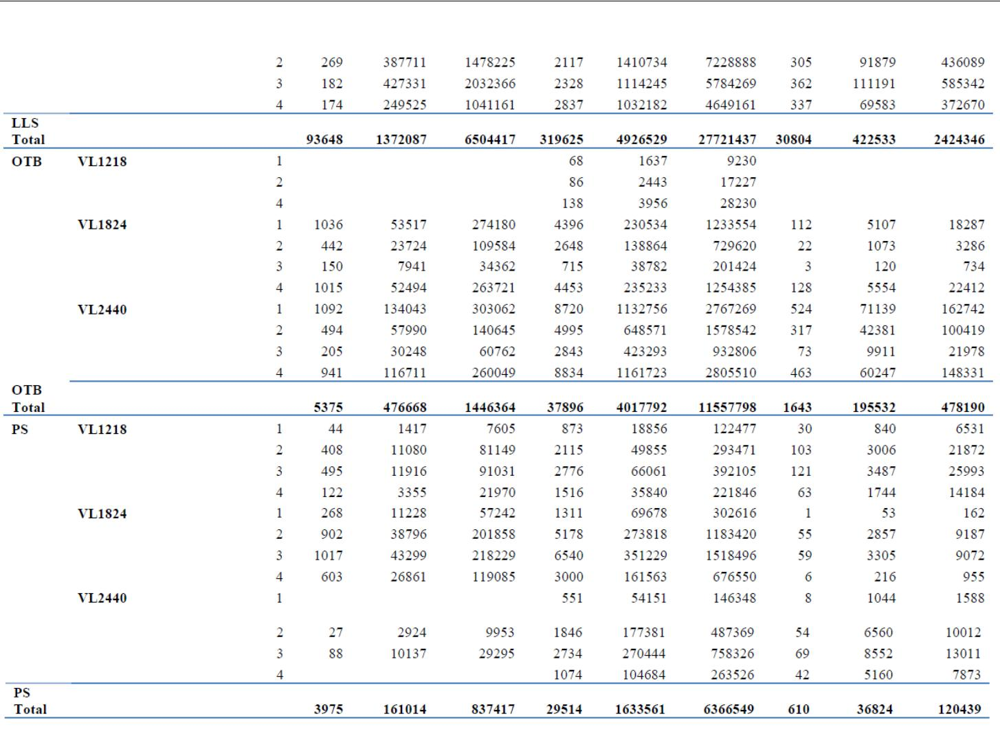 2 269 387711 1478225 2117 1410734 7228888 305 91879 436089
3 182 427331 2032366 2328 1114245 5784269 362 111191 585342
4 174 249525 1041161 2837 1032182 4649161 337 69583 372670
LLS
Total 93648 1372087 6504417 319625 4926529 27721437 30804 422533 2424346
OTB VL1218 1 68 1637 9230
2 86 2443 17227
4 138 3956 28230
VL1824 1 1036 53517 274180 4396 230534 1233554 112 5107 18287
2 442 23724 109584 2648 138864 729620 22 1073 3286
3 150 7941 34362 715 38782 201424 3 120 734
4 1015 52494 263721 4453 235233 1254385 128 5554 22412
VL2440 1 1092 134043 303062 8720 1132756 2767269 524 71139 162742
2 494 57990 140645 4995 648571 1578542 317 42381 100419
3 205 30248 60762 2843 423293 932806 73 9911 21978
4 941 116711 260049 8834 1161723 2805510 463 60247 148331
OTB
Total 5375 476668 1446364 37896 4017792 11557798 1643 195532 478190
PS VL1218 1 44 1417 7605 873 18856 122477 30 840 6531
2 408 11080 81149 2115 49855 293471 103 3006 21872
3 495 11916 91031 2776 66061 392105 121 3487 25993
4 122 3355 21970 1516 35840 221846 63 1744 14184
VL1824 1 268 11228 57242 1311 69678 302616 1 53 162
2 902 38796 201858 5178 273818 1183420 55 2857 9187
3 1017 43299 218229 6540 351229 1518496 59 3305 9072
4 603 26861 119085 3000 161563 676550 6 216 955
VL2440 1 551 54151 146348 8 1044 1588
2 27 2924 9953 1846 177381 487369 54 6560 10012
3 88 10137 29295 2734 270444 758326 69 8552 13011
4 1074 104684 263526 42 5160 7873
PS
Total 3975 161014 837417 29514 1633561 6366549 610 36824 120439